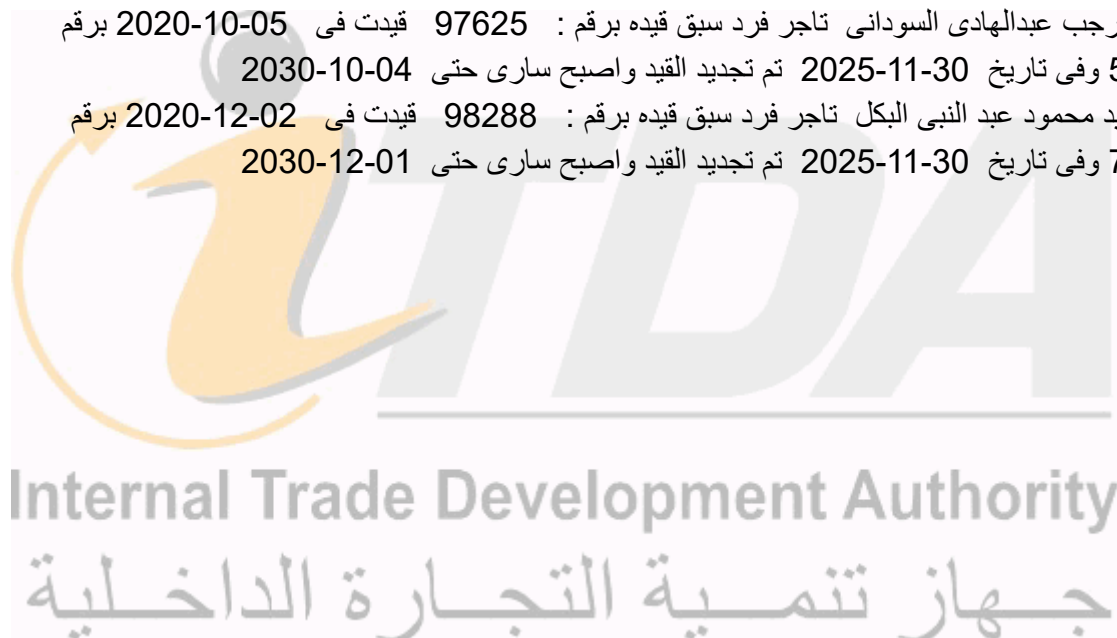 رجب عبدالهادى السودانى تاجر فرد سبق قيده برقم : 97625 قيدت فى 05-10-2020 برقم
وفى تاريخ 30-11-2025 تم تجديد القيد واصبح سارى حتى 04-10-2030
محمود عبد النبى البكل تاجر فرد سبق قيده برقم : 98288 قيدت فى 02-12-2020 برقم
7 وفى تاريخ 30-11-2025 تم تجديد القيد واصبح سارى حتى 01-12-2030
iTDA
Internal Trade Development Authority
جهاز تنمية التجارة الداخلية